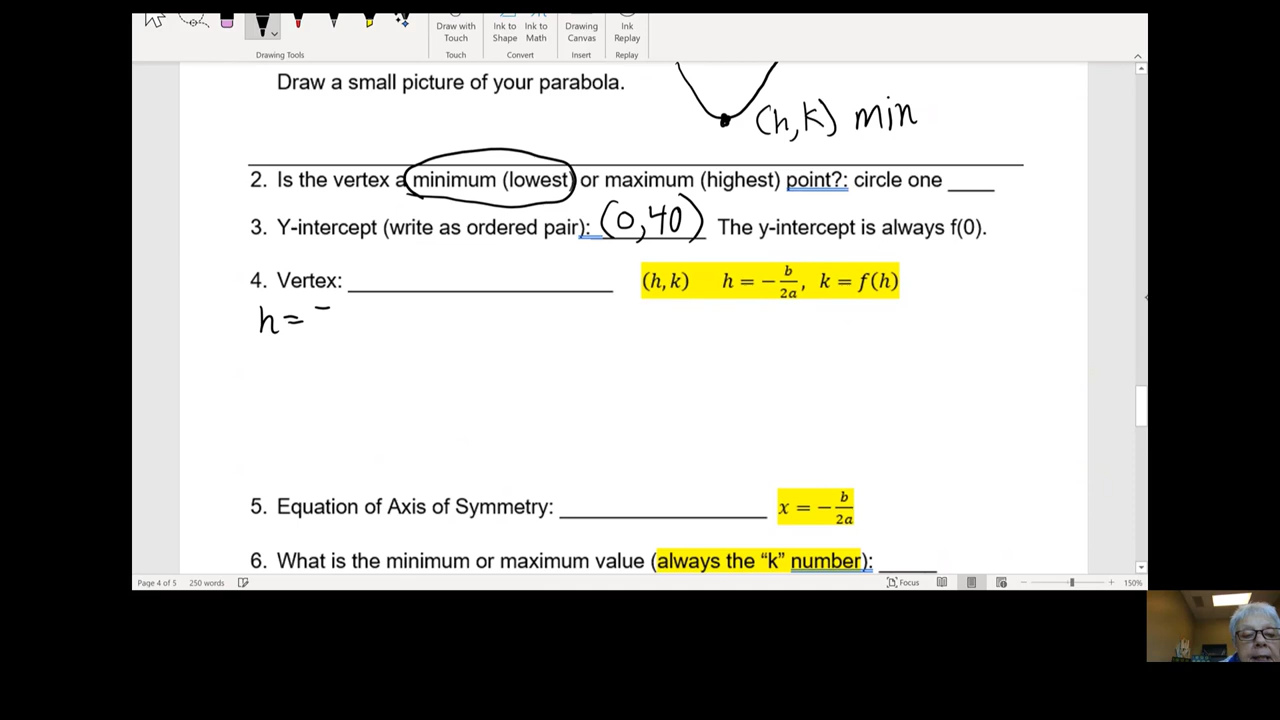 Draw with Touch
Ink to Shape
Ink to Math
Drawing Canvas
Ink Replay
Drawing Tools
Touch
Convert
Insert
Replay
Draw a small picture of your parabola.
(h,k) min
2. Is the vertex a minimum (lowest) or maximum (highest) point?: circle one ____
3. Y-intercept (write as ordered pair): (0,40) The y-intercept is always f(0).
4. Vertex: ____ (h, k) h = −b/2a, k = f(h)
h = -
5. Equation of Axis of Symmetry: ____ x = −b/2a
6. What is the minimum or maximum value (always the “k” number): ____
Page 4 of 5 250 words Focus 150%